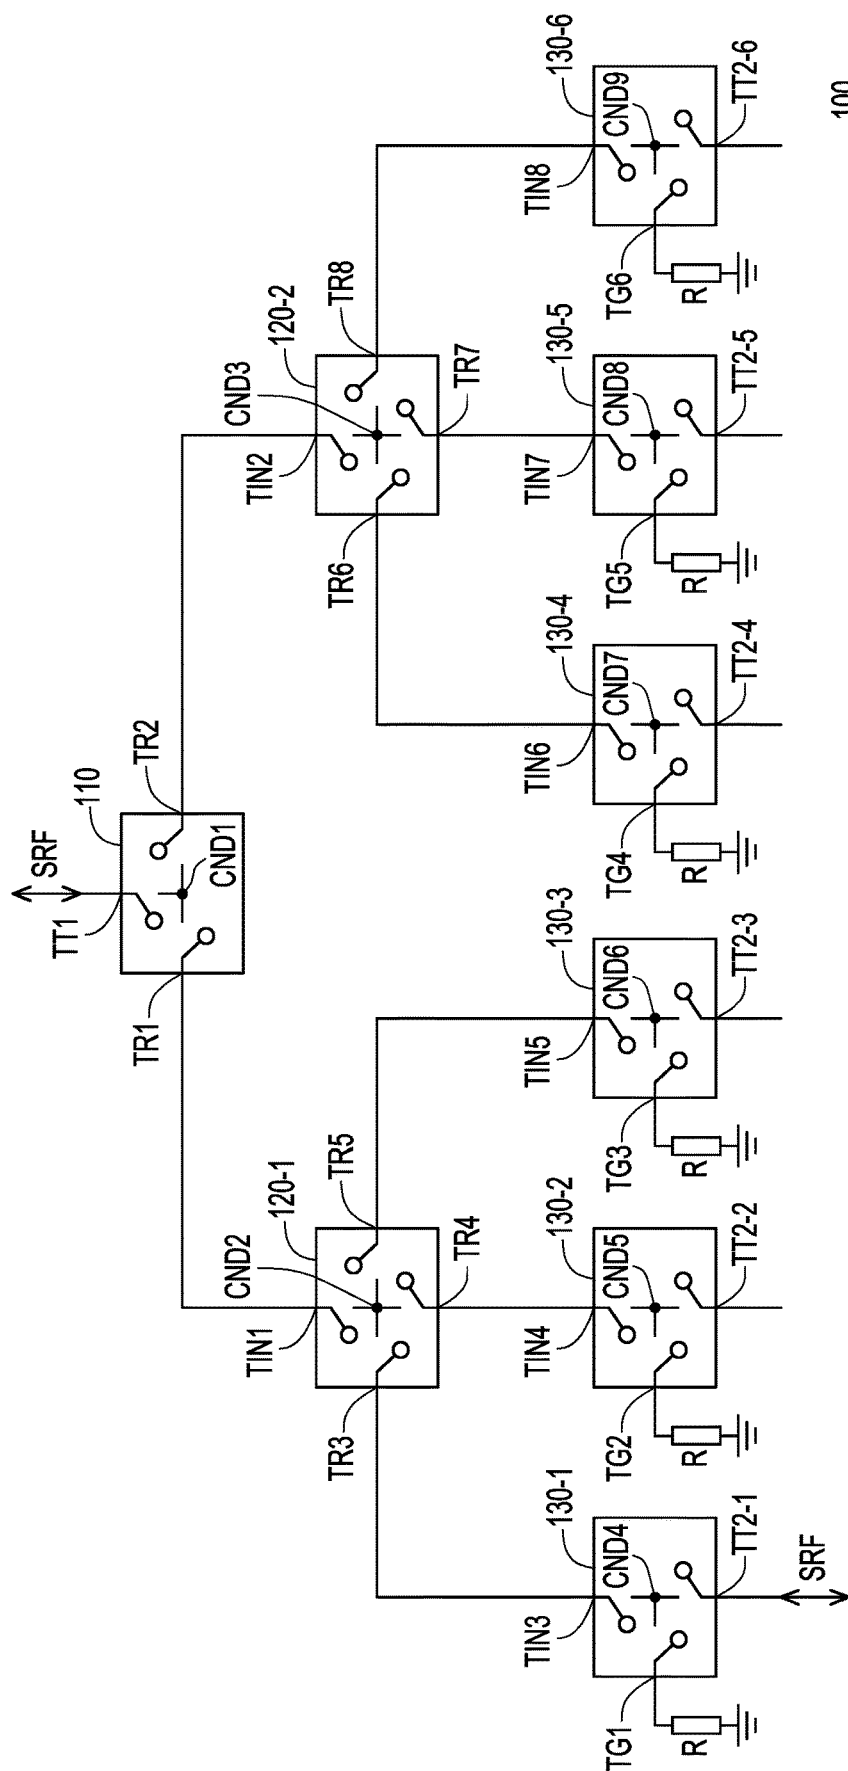 SRF
TT1
110
TR1
TR2
CND1
CND2
120-1
TIN1
TR3
TR5
TR4
CND3
120-2
TIN2
TR6
TR8
TR7
130-1
TIN3
CND4
TG1
TT2-1
R
SRF
130-2
TIN4
CND5
TG2
TT2-2
R
130-3
TIN5
CND6
TG3
TT2-3
R
130-4
TIN6
CND7
TG4
TT2-4
R
130-5
TIN7
CND8
TG5
TT2-5
R
130-6
TIN8
CND9
TG6
TT2-6
R
100